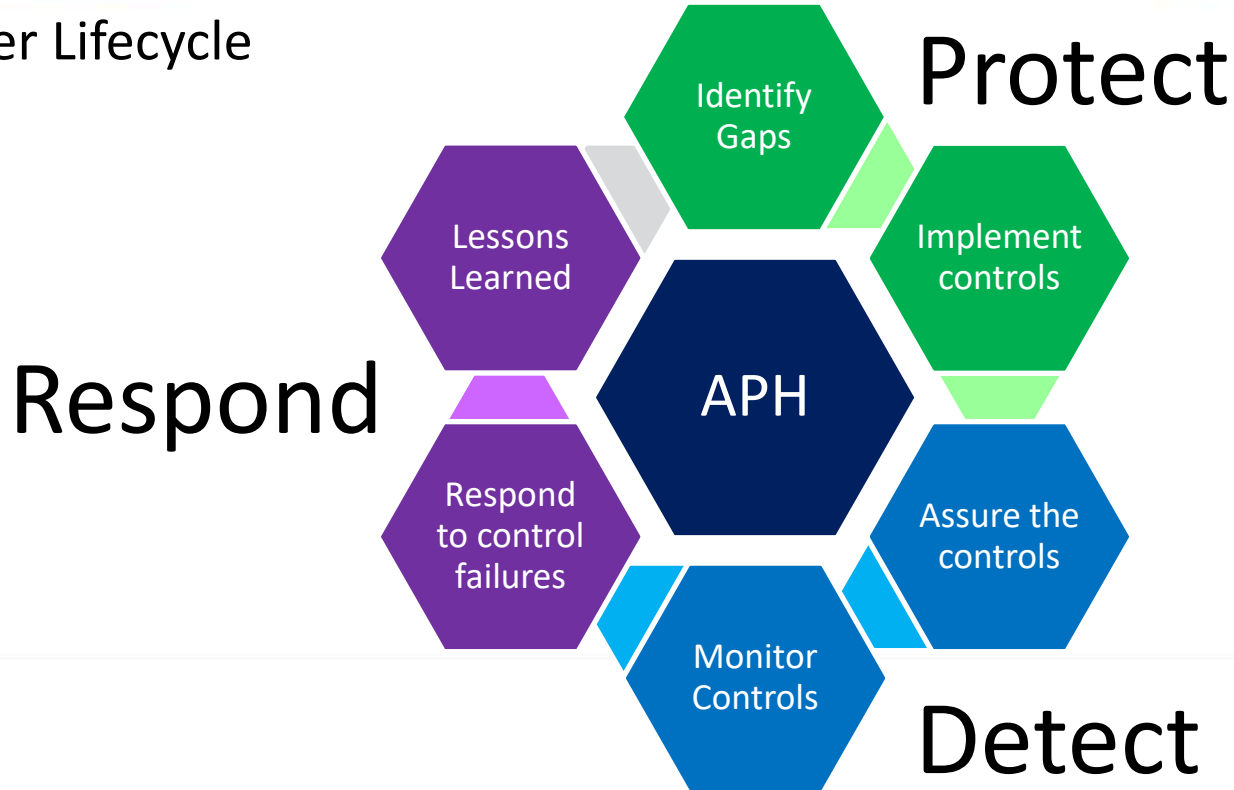 Lifecycle
Protect
Identify
Gaps
Implement
controls
Assure the
controls
Detect
Monitor
Controls
Respond
Respond
to control
failures
Lessons
Learned
APH